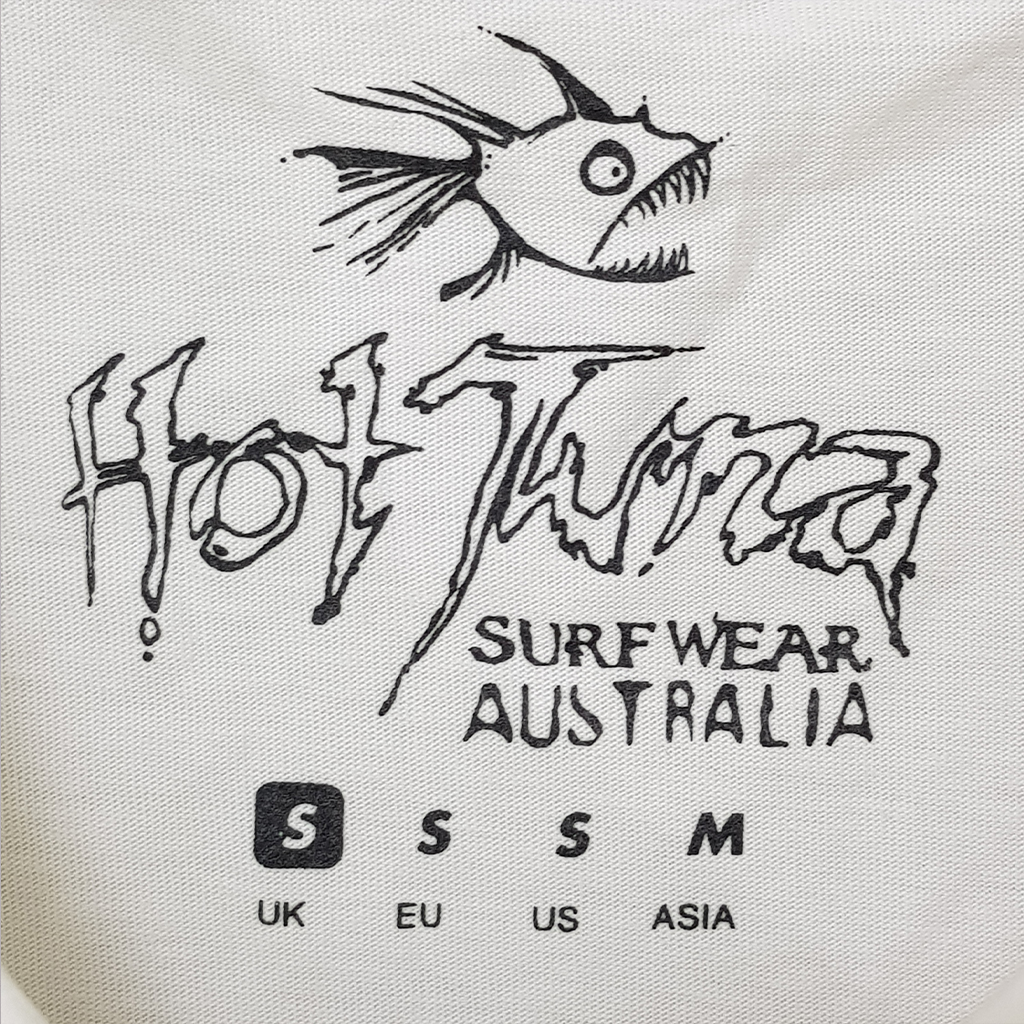 Hot Tuna
SURFWEAR
AUSTRALIA
S S S M
UK EU US ASIA